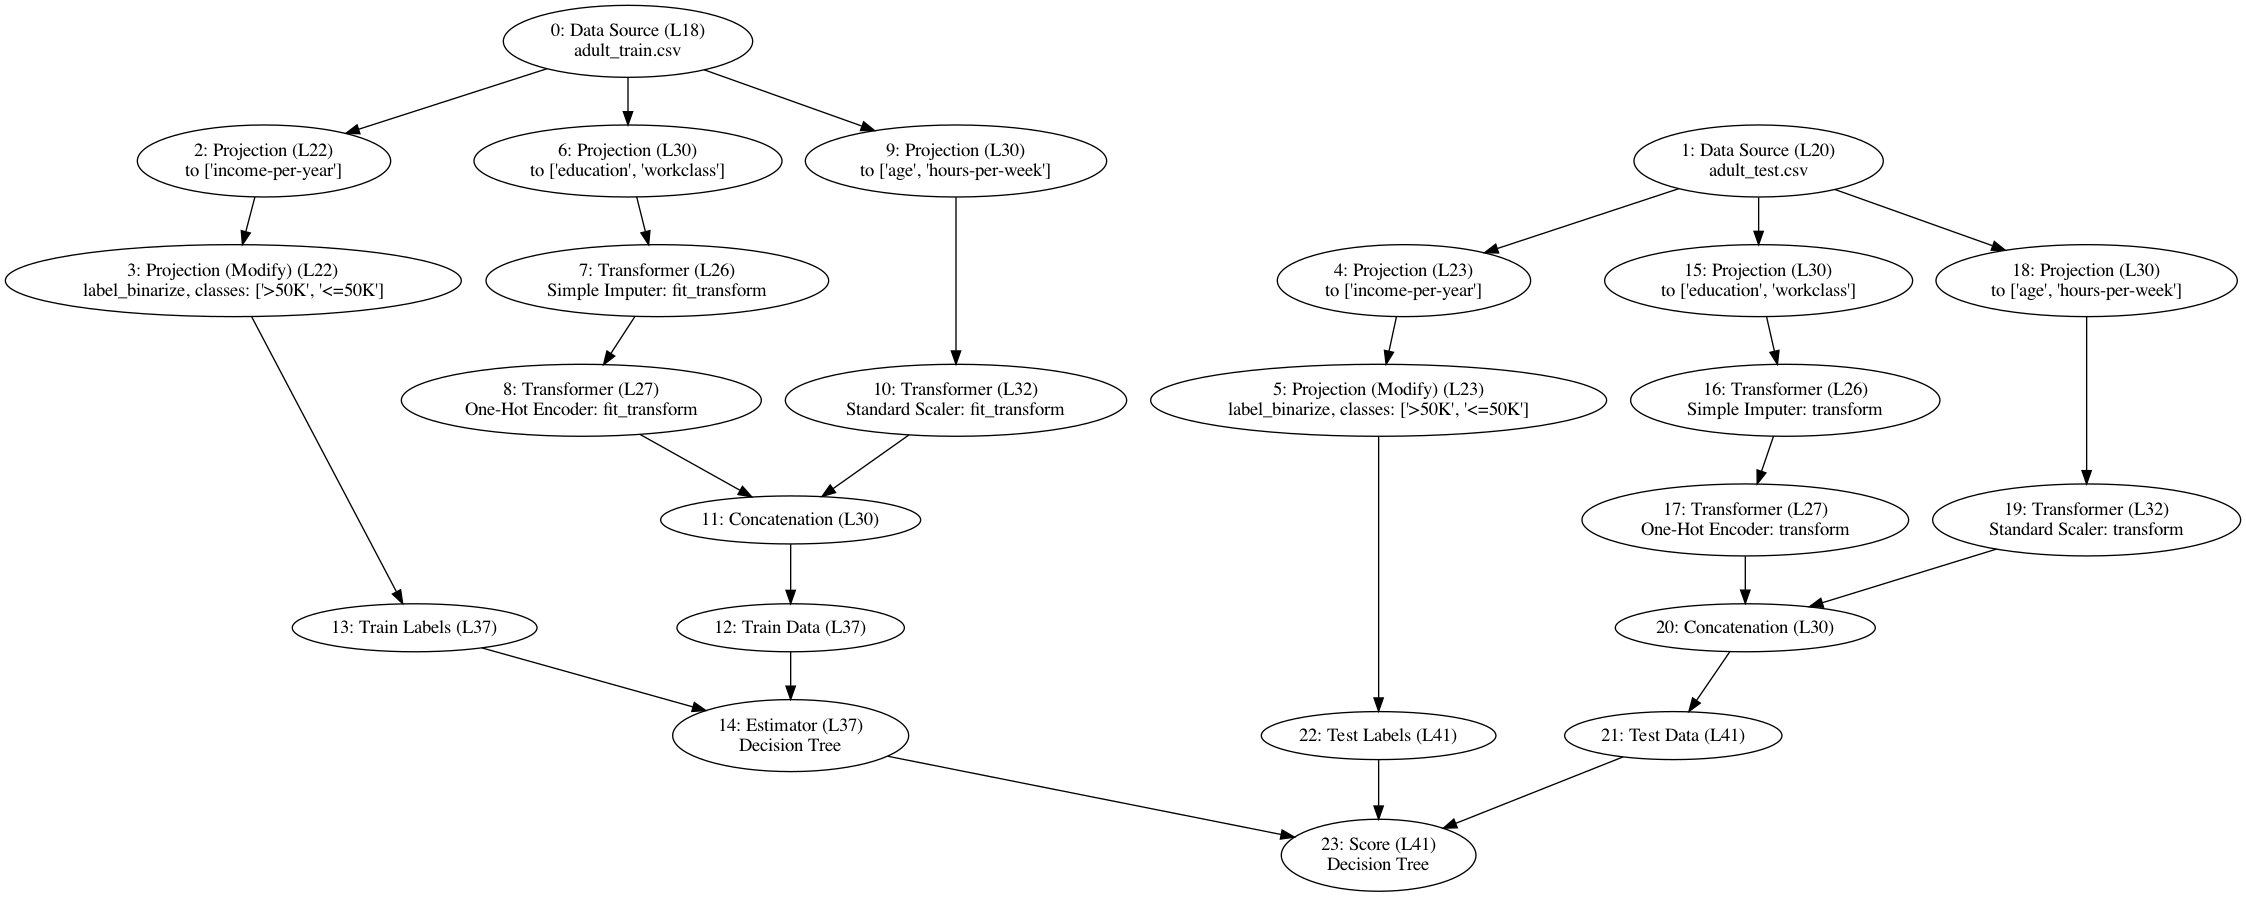 0: Data Source (L18)
adult_train.csv
2: Projection (L22)
to ['income-per-year']
6: Projection (L30)
to ['education', 'workclass']
9: Projection (L30)
to ['age', 'hours-per-week']
1: Data Source (L20)
adult_test.csv
3: Projection (Modify) (L22)
label_binarize, classes: ['>50K', '<=50K']
7: Transformer (L26)
Simple Imputer: fit_transform
4: Projection (L23)
to ['income-per-year']
15: Projection (L30)
to ['education', 'workclass']
18: Projection (L30)
to ['age', 'hours-per-week']
8: Transformer (L27)
One-Hot Encoder: fit_transform
10: Transformer (L32)
Standard Scaler: fit_transform
5: Projection (Modify) (L23)
label_binarize, classes: ['>50K', '<=50K']
16: Transformer (L26)
Simple Imputer: transform
11: Concatenation (L30)
17: Transformer (L27)
One-Hot Encoder: transform
19: Transformer (L32)
Standard Scaler: transform
13: Train Labels (L37)
12: Train Data (L37)
20: Concatenation (L30)
14: Estimator (L37)
Decision Tree
22: Test Labels (L41)
21: Test Data (L41)
23: Score (L41)
Decision Tree